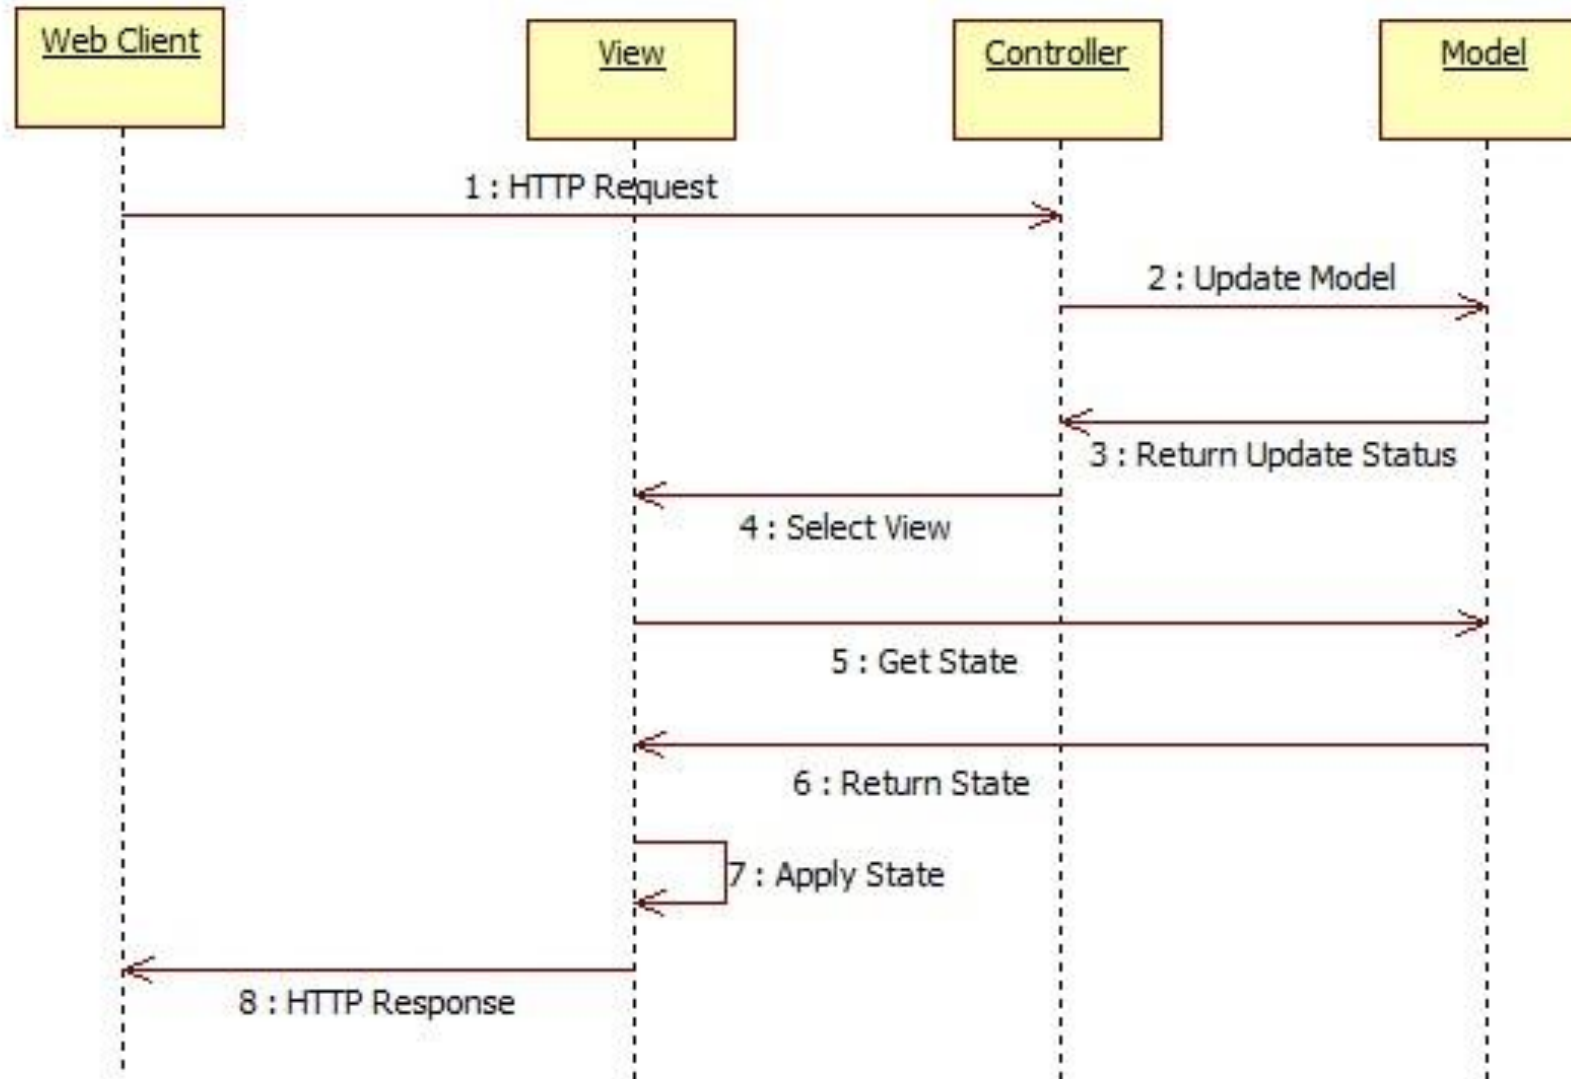 Web Client
View
Controller
Model
1 : HTTP Request
2 : Update Model
3 : Return Update Status
4 : Select View
5 : Get State
6 : Return State
7 : Apply State
8 : HTTP Response